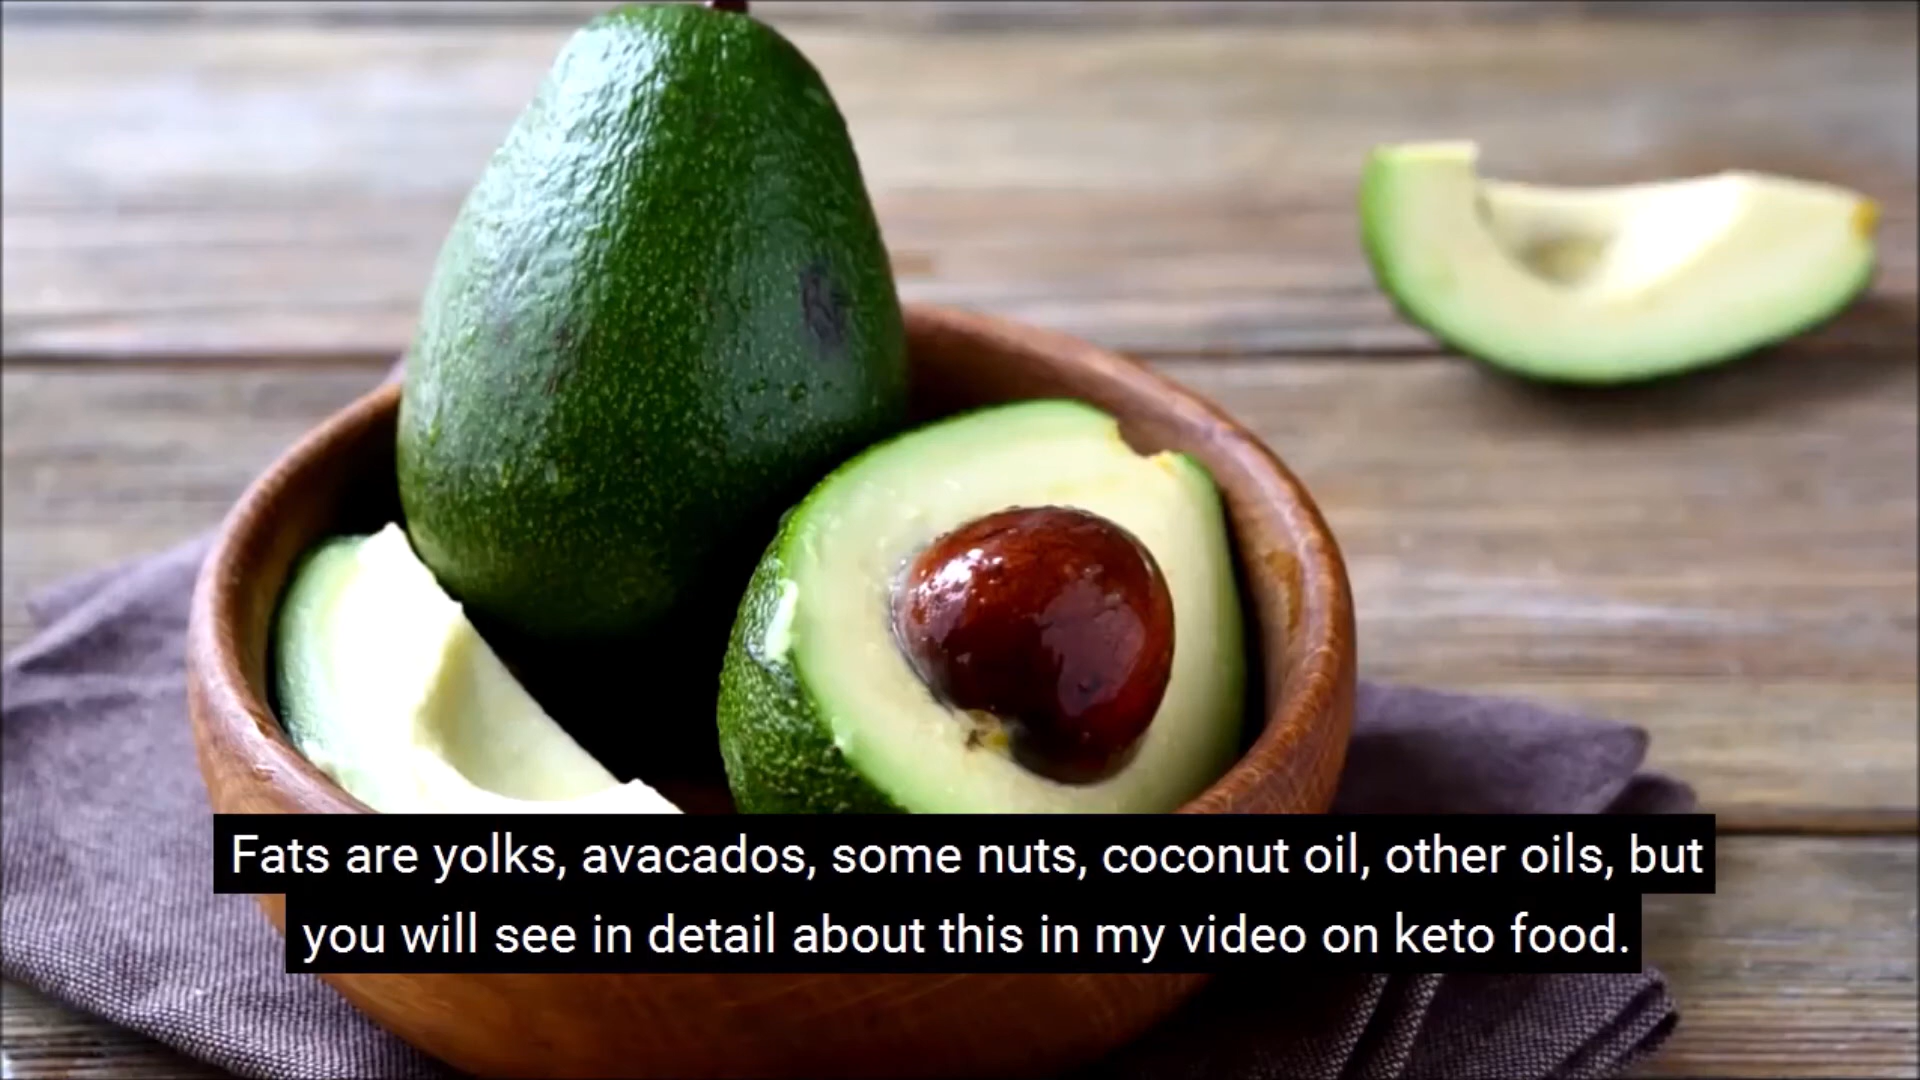 Fats are yolks, avacados, some nuts, coconut oil, other oils, but
you will see in detail about this in my video on keto food.